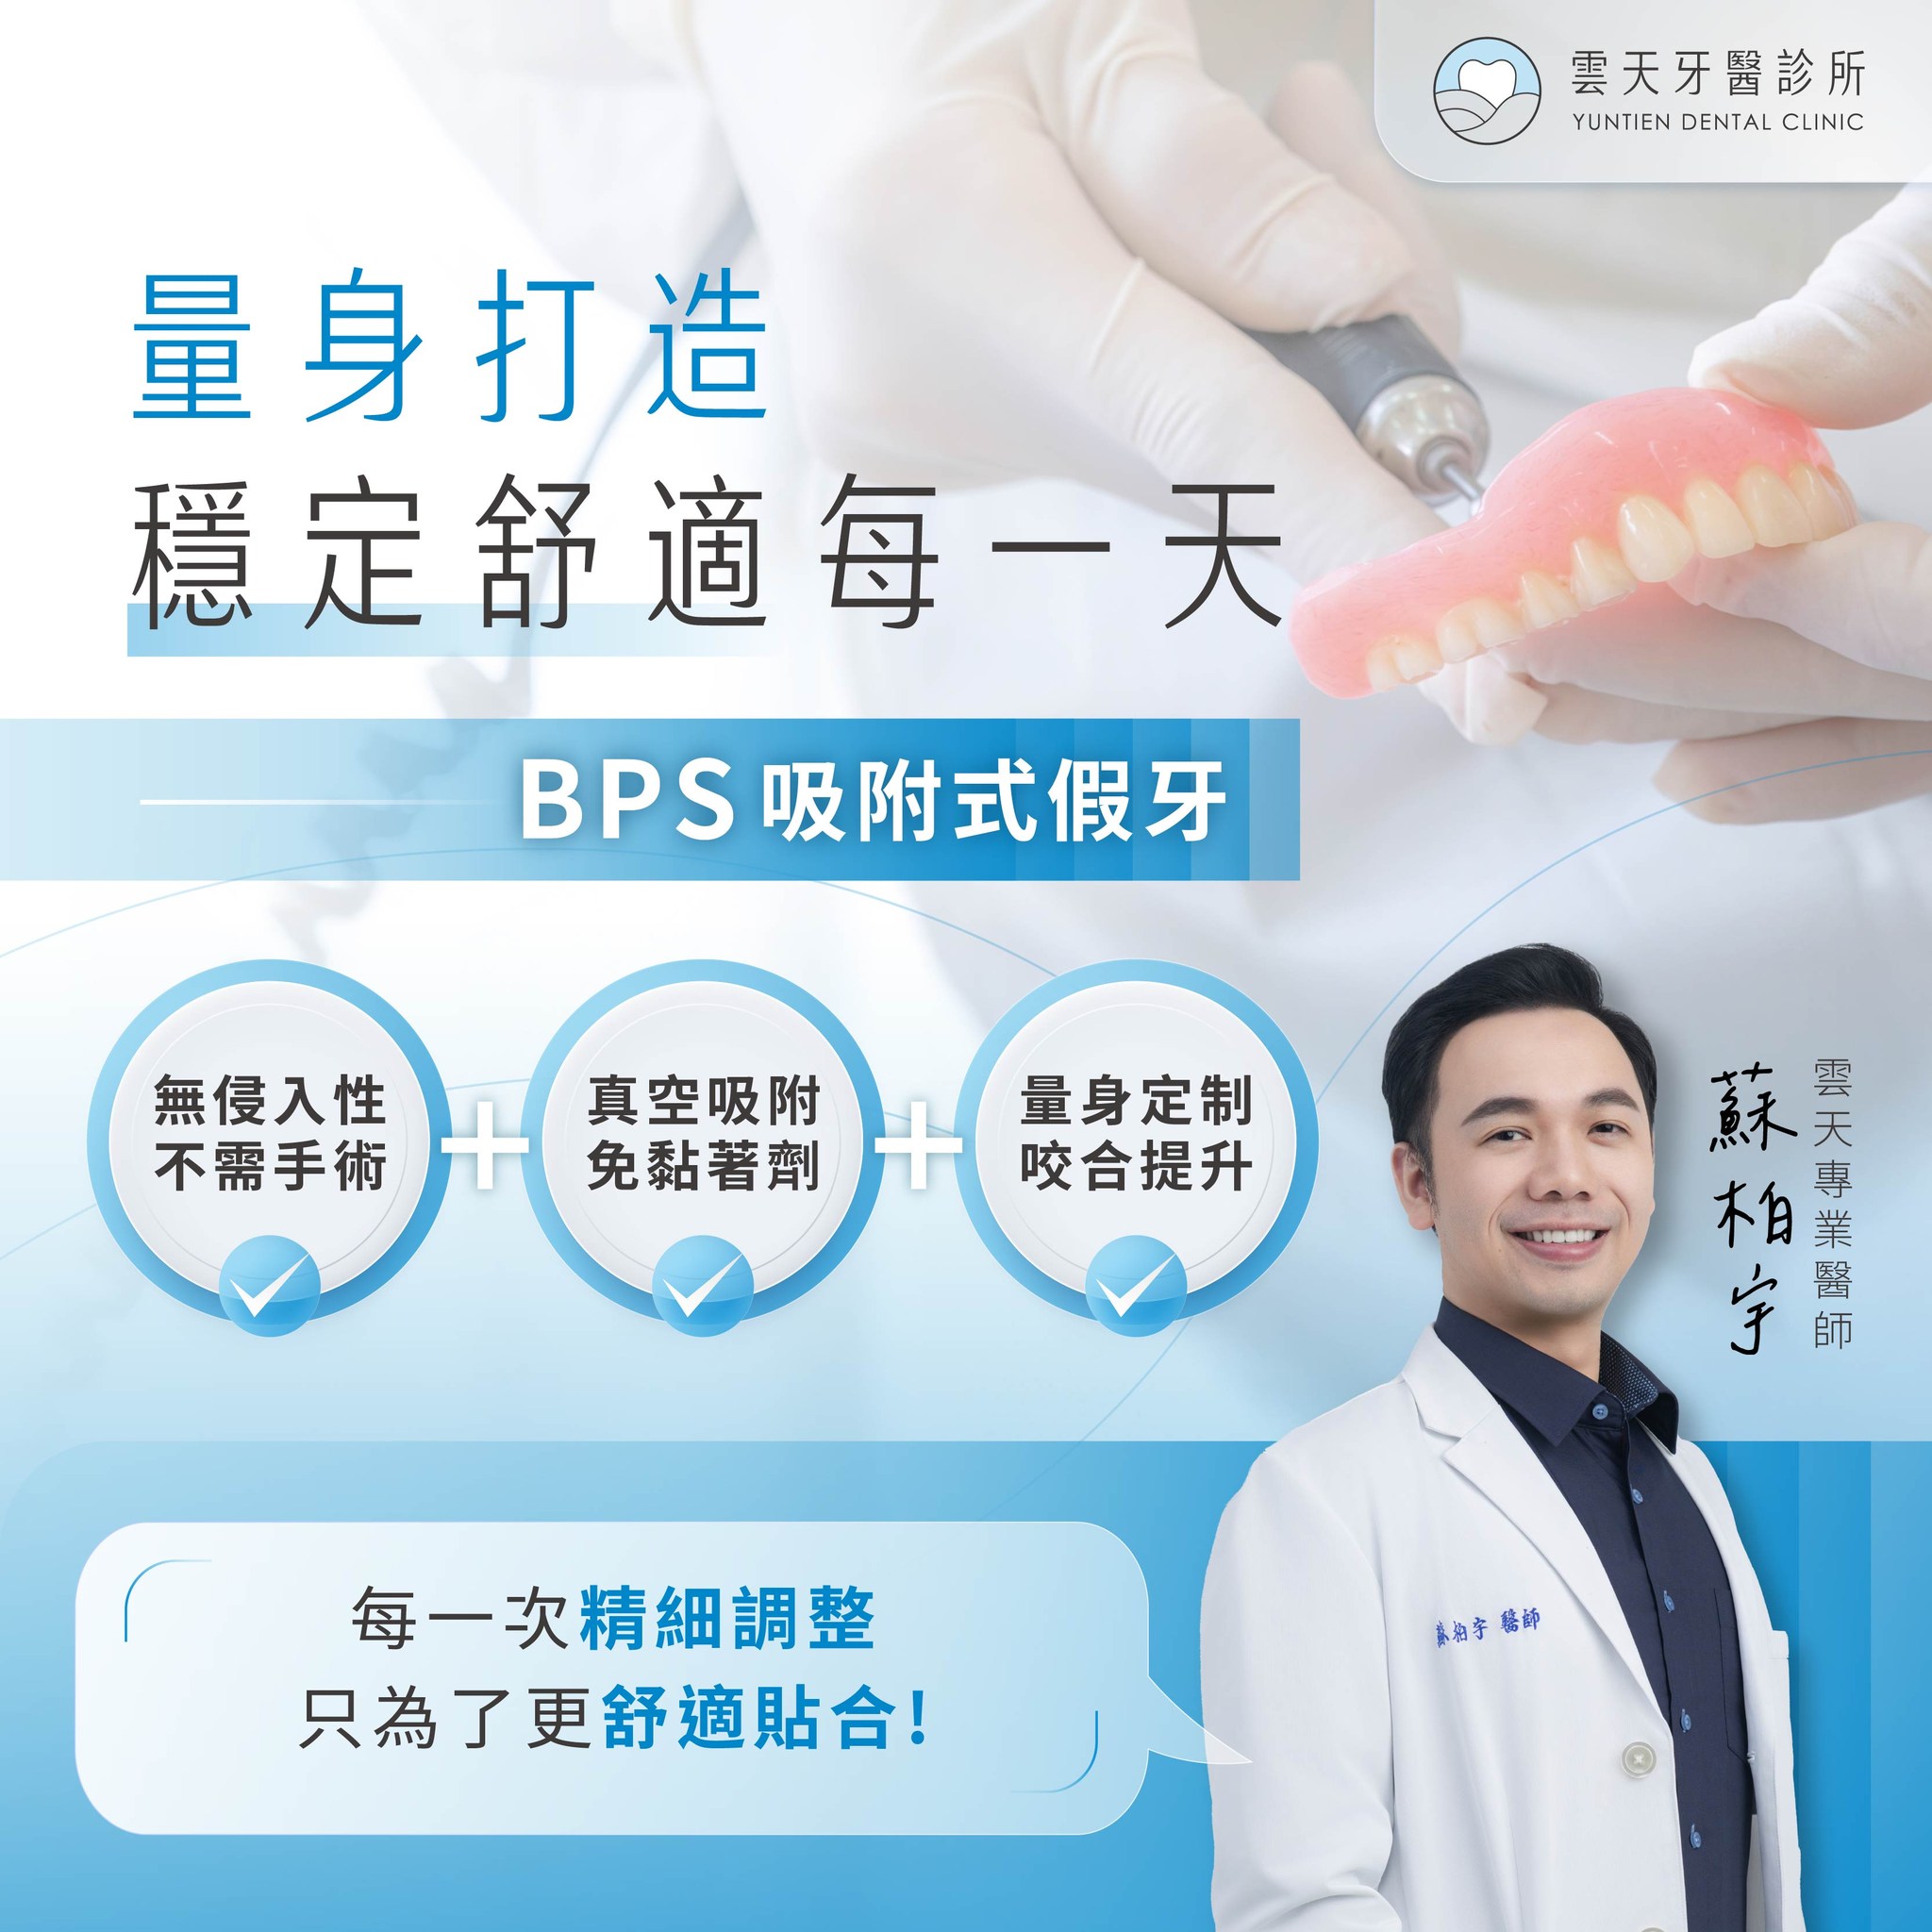 雲天牙醫診所
YUNTIEN DENTAL CLINIC
量身打造
穩定舒適每一天
BPS 吸附式假牙
無侵入性
不需手術
真空吸附
免黏著劑
量身定制
咬合提升
雲天專業醫師
蘇柏宇
蘇柏宇 醫師
每一次精細調整
只為了更舒適貼合!